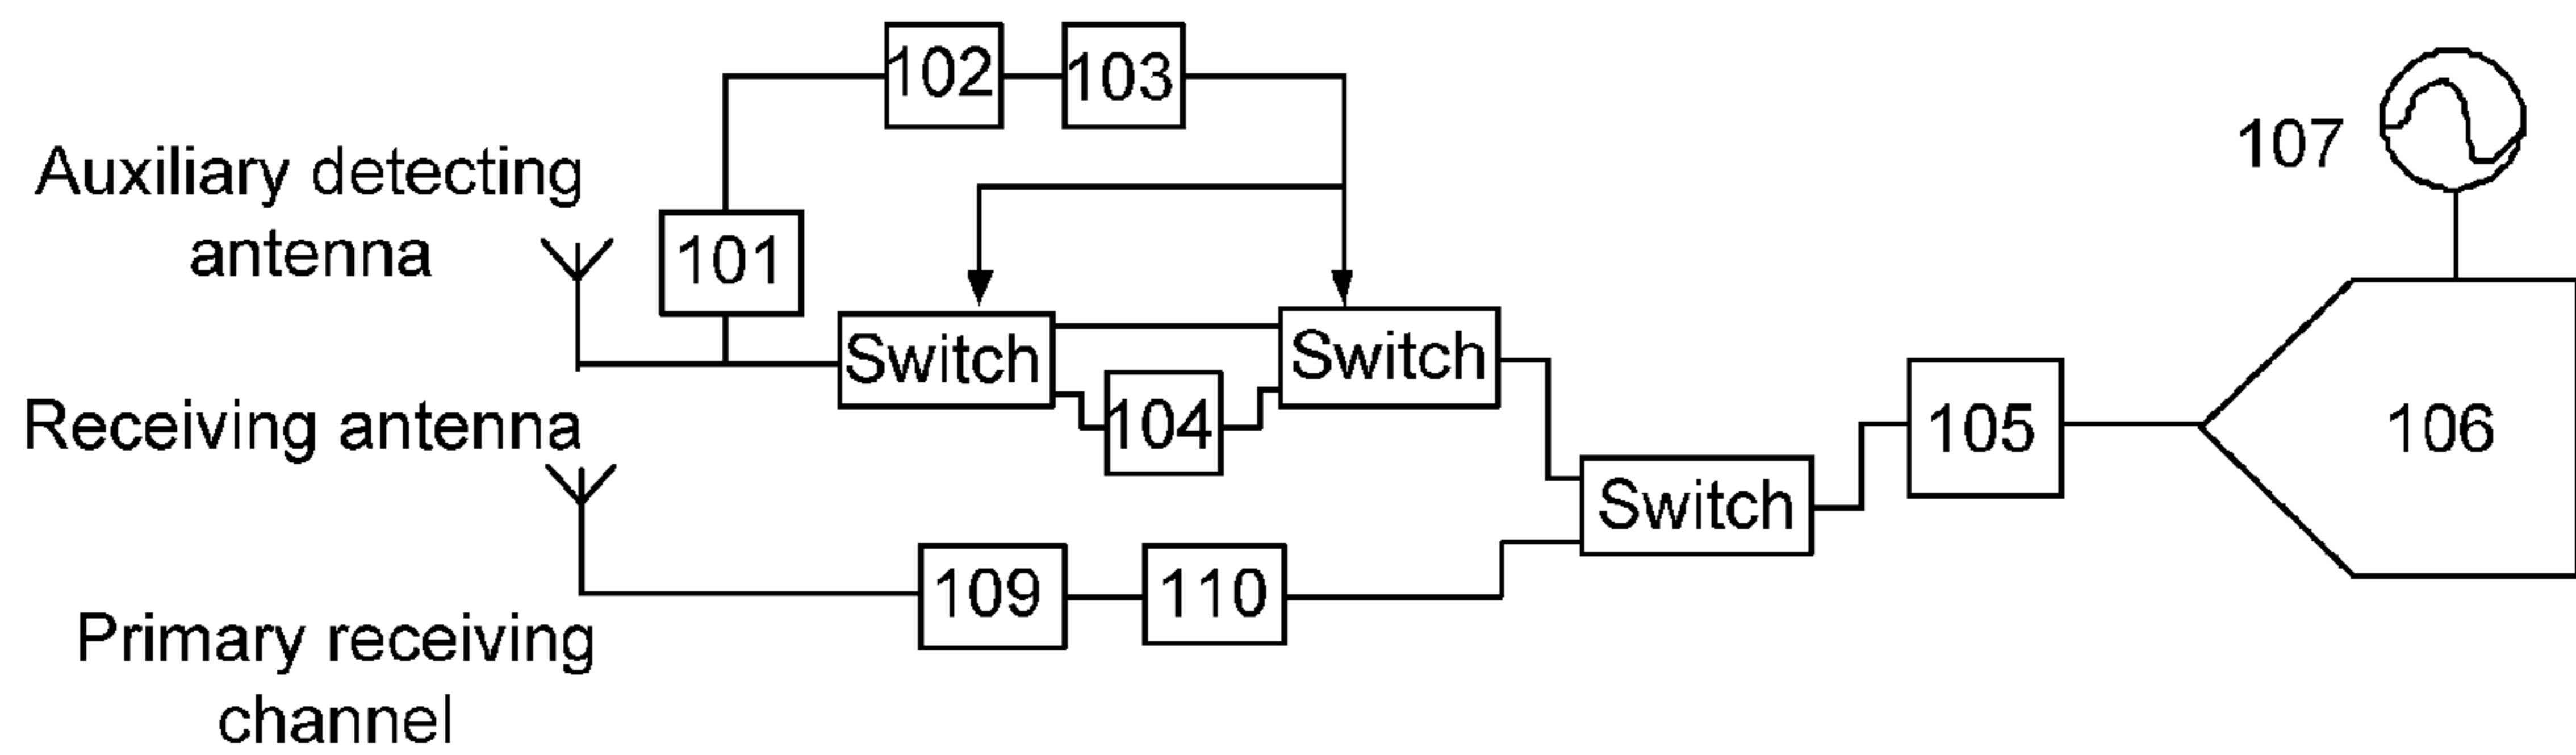 102
103
107
Auxiliary detecting
antenna
101
Switch
Switch
104
Receiving antenna
105
106
Switch
109
110
Primary receiving
channel